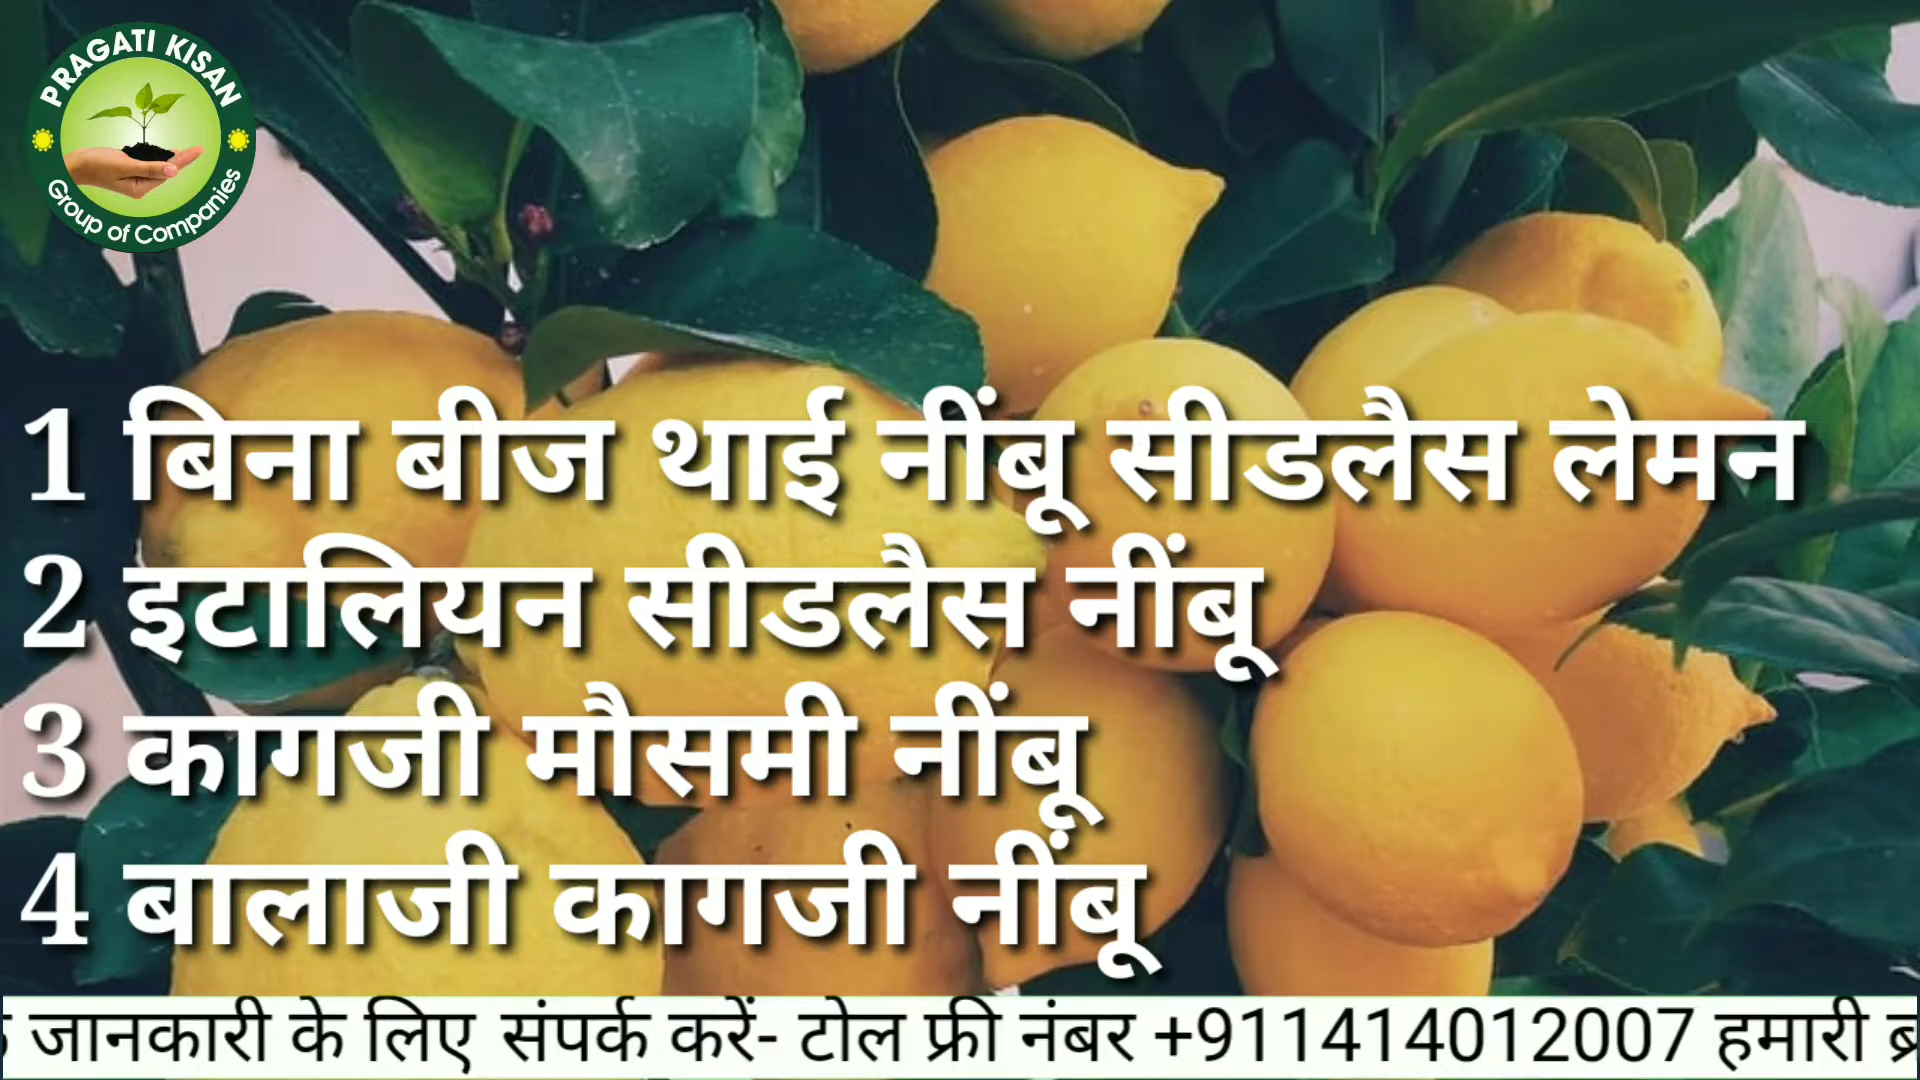 PRAGATI KISAN
Group of Companies
1 बिना बीज थाई नींबू सीडलैस लेमन
2 इटालियन सीडलैस नींबू
3 कागजी मौसमी नींबू
4 बालाजी कागजी नींबू
जानकारी के लिए संपर्क करें- टोल फ्री नंबर +911414012007 हमारी